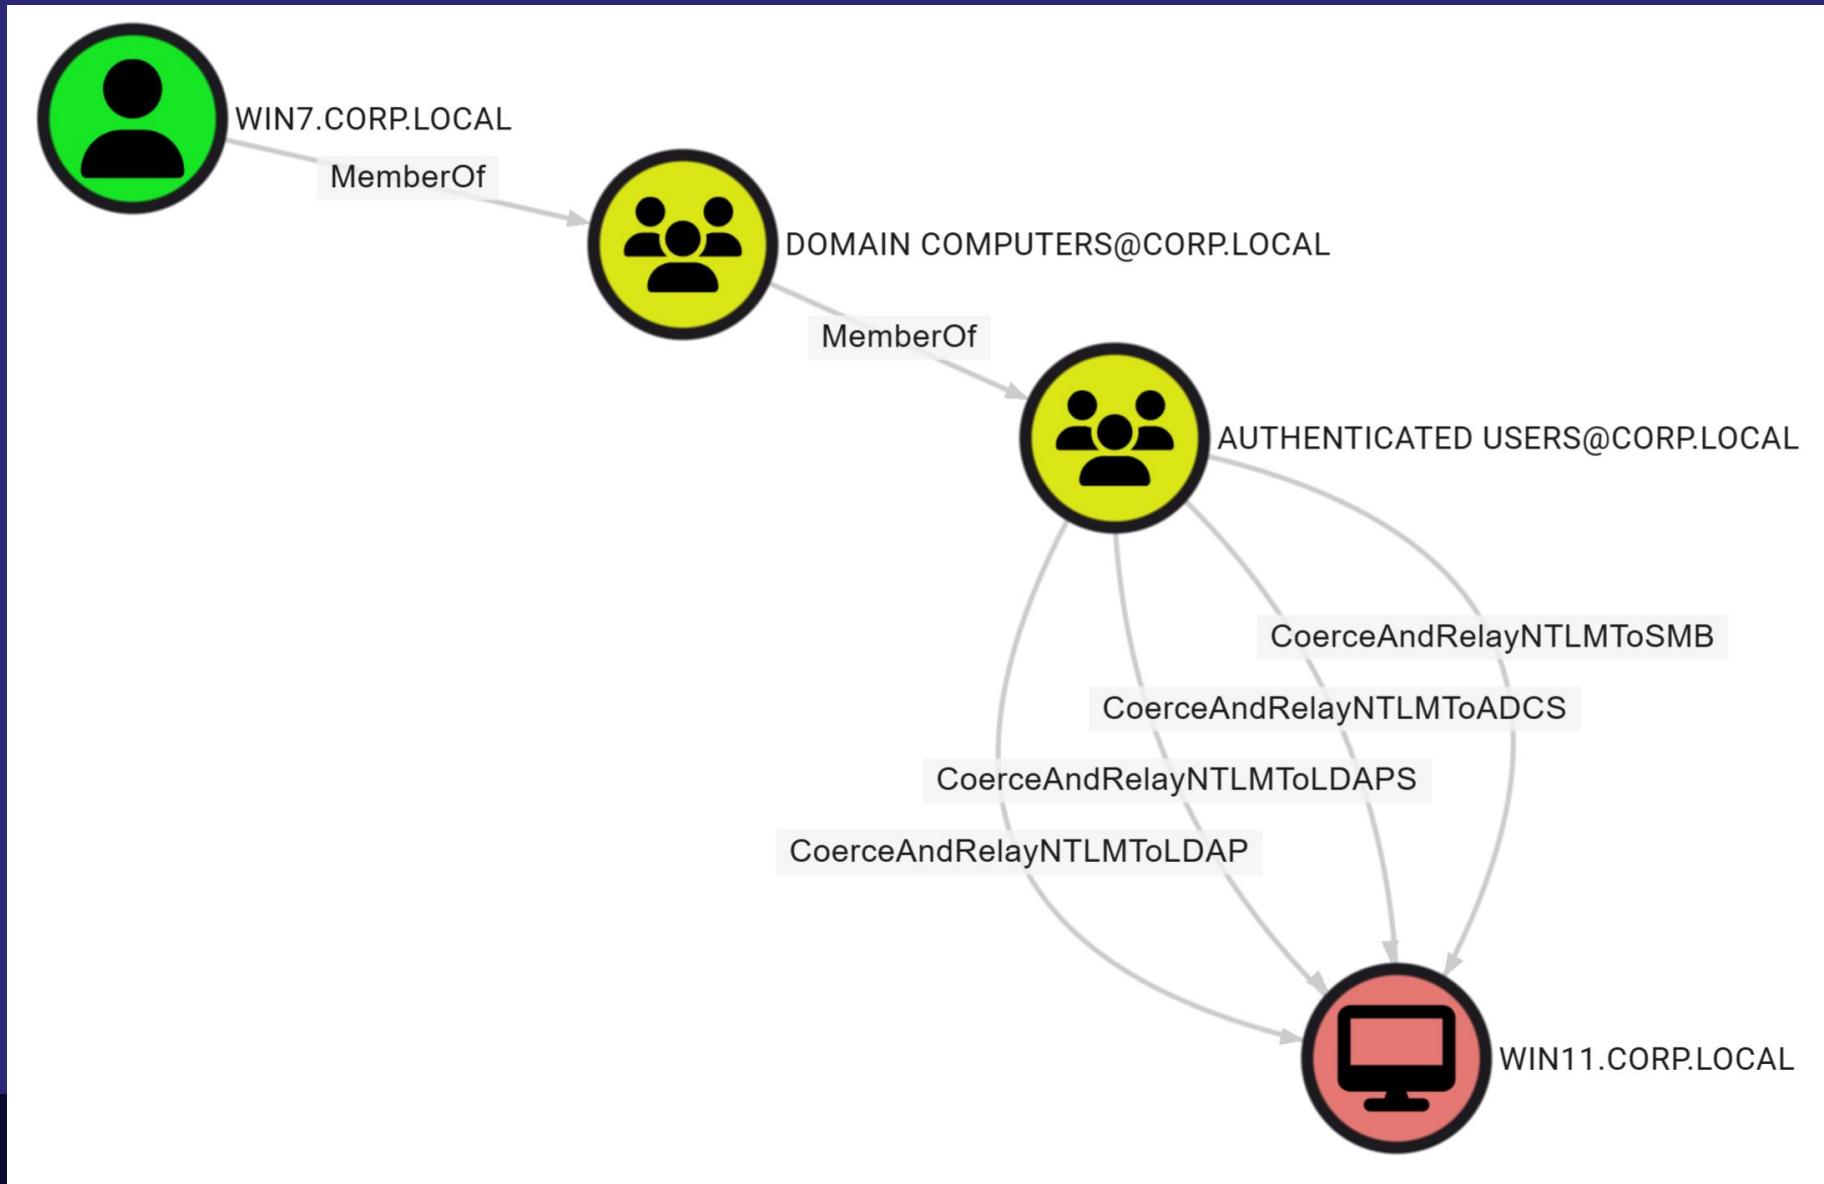 WIN7.CORP.LOCAL
MemberOf
DOMAIN COMPUTERS@CORP.LOCAL
MemberOf
AUTHENTICATED USERS@CORP.LOCAL
CoerceAndRelayNTLMToSMB
CoerceAndRelayNTLMToADCS
CoerceAndRelayNTLMToLDAPS
CoerceAndRelayNTLMToLDAP
WIN11.CORP.LOCAL